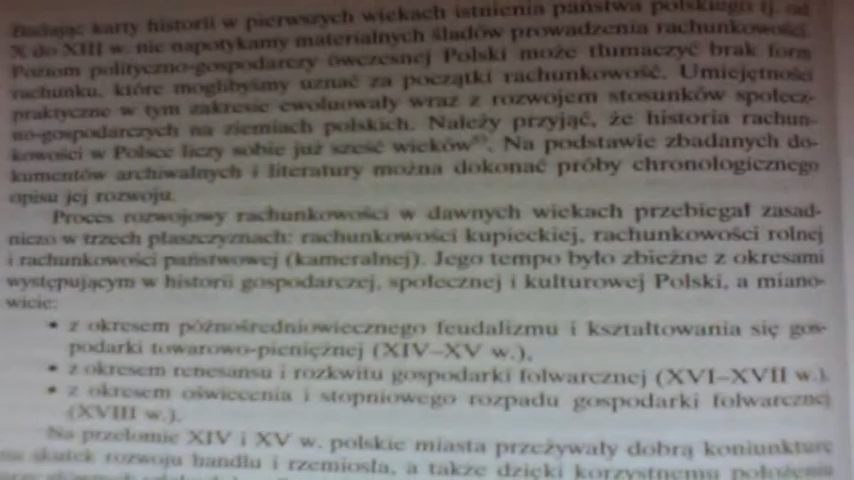 Badając karty historii w pierwszych wiekach istnienia państwa polskiego tj. od
X do XIII w. nie napotykamy materialnych śladów prowadzenia rachunkowości.
Poziom polityczno-gospodarczy ówczesnej Polski może tłumaczyć brak form
rachunku, które moglibyśmy uznać za początki rachunkowość. Umiejętności
praktyczne w tym zakresie ewoluowały wraz z rozwojem stosunków społecz-
no-gospodarczych na ziemiach polskich. Należy przyjąć, że historia rachun-
kowości w Polsce liczy sobie już sześć wieków. Na podstawie zbadanych do-
kumentów archiwalnych i literatury można dokonać próby chronologicznego
opisu jej rozwoju.
Proces rozwojowy rachunkowości w dawnych wiekach przebiegał zasad-
niczo w trzech płaszczyznach: rachunkowości kupieckiej, rachunkowości rolnej
i rachunkowości państwowej (kameralnej). Jego tempo było zbieżne z okresami
występującym w historii gospodarczej, społecznej i kulturowej Polski, a miano-
wicie:
• z okresem późnośredniowiecznego feudalizmu i kształtowania się gos-
podarki towarowo-pieniężnej (XIV–XV w.),
• z okresem renesansu i rozkwitu gospodarki folwarcznej (XVI–XVII w.),
• z okresem oświecenia i stopniowego rozpadu gospodarki folwarcznej
(XVIII w.).
Na przełomie XIV i XV w. polskie miasta przeżywały dobrą koniunkturę
na skutek rozwoju handlu i rzemiosła, a także dzięki korzystnemu położeniu